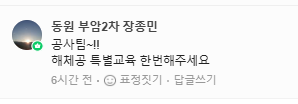 동원 부암2차 장종민
공사팀~!!
해체공 특별교육 한번해주세요
6시간 전 · 표정짓기 · 답글쓰기